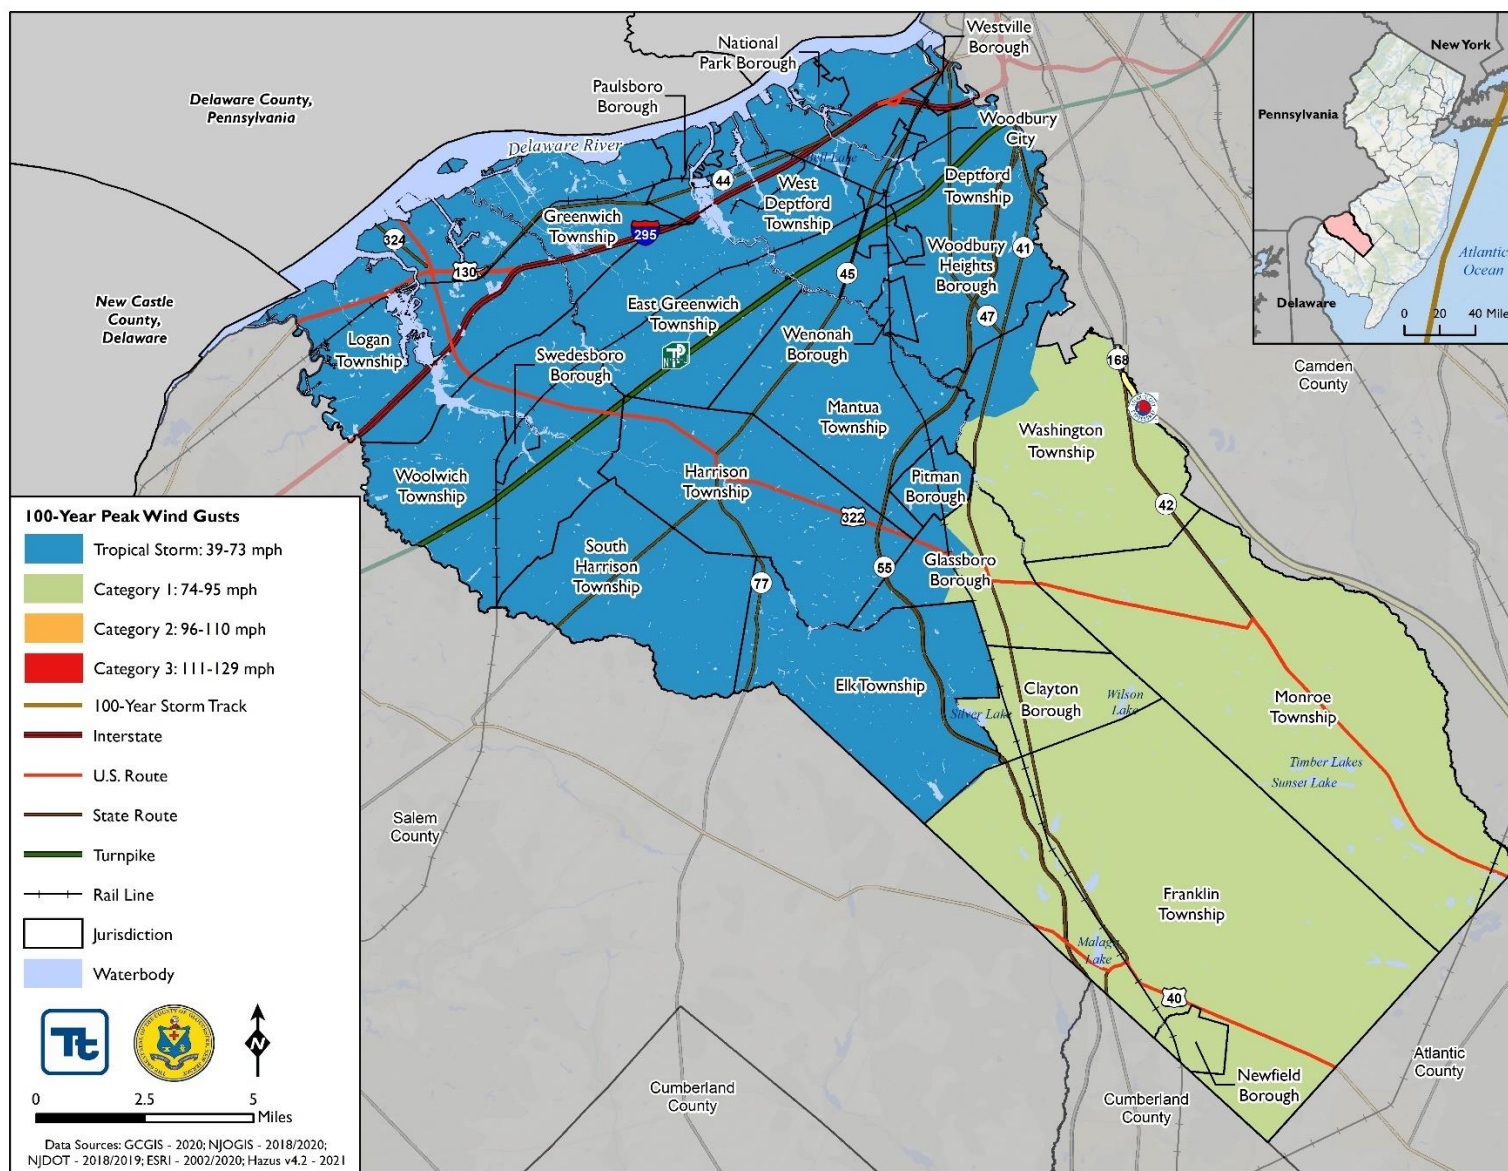 Westville
Borough
National
Park Borough
Paulsboro
Borough
Delaware County,
Pennsylvania
Woodbury
City
Delaware River
44
West
Deptford
Township
Deptford
Township
Greenwich
Township
295
324
130
41
45
Woodbury
Heights
Borough
New Castle
County,
Delaware
East Greenwich
Township
47
Logan
Township
Swedesboro
Borough
Wenonah
Borough
168
Mantua
Township
Washington
Township
Woolwich
Township
Harrison
Township
Pitman
Borough
42
322
South
Harrison
Township
77
55
Glassboro
Borough
Elk Township
Silver Lake
Clayton
Borough
Wilson
Lake
Monroe
Township
Timber Lakes
Sunset Lake
Salem
County
Franklin
Township
Malaga
Lake
40
Newfield
Borough
Cumberland
County
Cumberland
County
Atlantic
County
Camden
County
New York
Pennsylvania
Atlantic
Ocean
Delaware
0 20 40 Miles
100-Year Peak Wind Gusts
Tropical Storm: 39-73 mph
Category 1: 74-95 mph
Category 2: 96-110 mph
Category 3: 111-129 mph
100-Year Storm Track
Interstate
U.S. Route
State Route
Turnpike
Rail Line
Jurisdiction
Waterbody
Tt
N
0 2.5 5
Miles
Data Sources: GCGIS - 2020; NJOGIS - 2018/2020;
NJDOT - 2018/2019; ESRI - 2002/2020; Hazus v4.2 - 2021